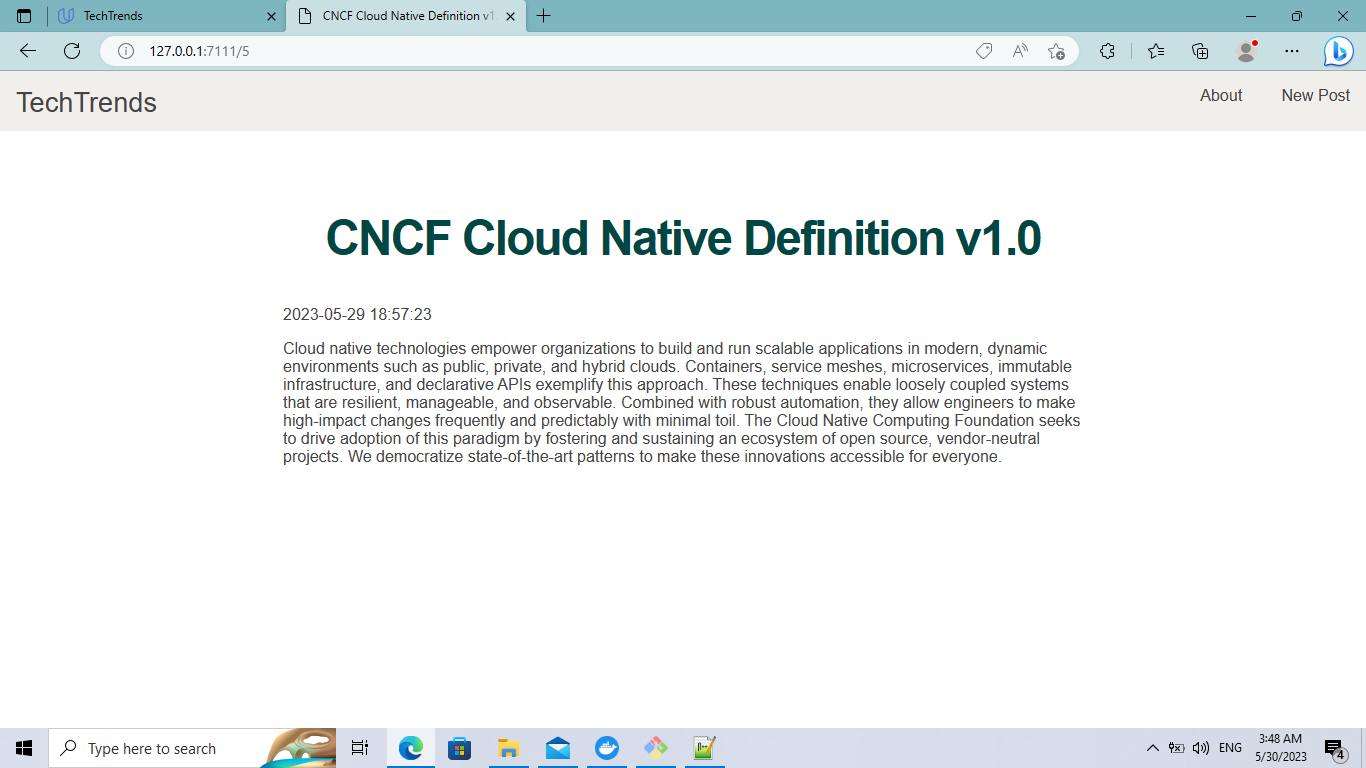 TechTrends
CNCF Cloud Native Definition v1.
127.0.0.1:7111/5
TechTrends
About
New Post
CNCF Cloud Native Definition v1.0
2023-05-29 18:57:23
Cloud native technologies empower organizations to build and run scalable applications in modern, dynamic
environments such as public, private, and hybrid clouds. Containers, service meshes, microservices, immutable
infrastructure, and declarative APIs exemplify this approach. These techniques enable loosely coupled systems
that are resilient, manageable, and observable. Combined with robust automation, they allow engineers to make
high-impact changes frequently and predictably with minimal toil. The Cloud Native Computing Foundation seeks
to drive adoption of this paradigm by fostering and sustaining an ecosystem of open source, vendor-neutral
projects. We democratize state-of-the-art patterns to make these innovations accessible for everyone.
Type here to search
ENG
3:48 AM
5/30/2023
4